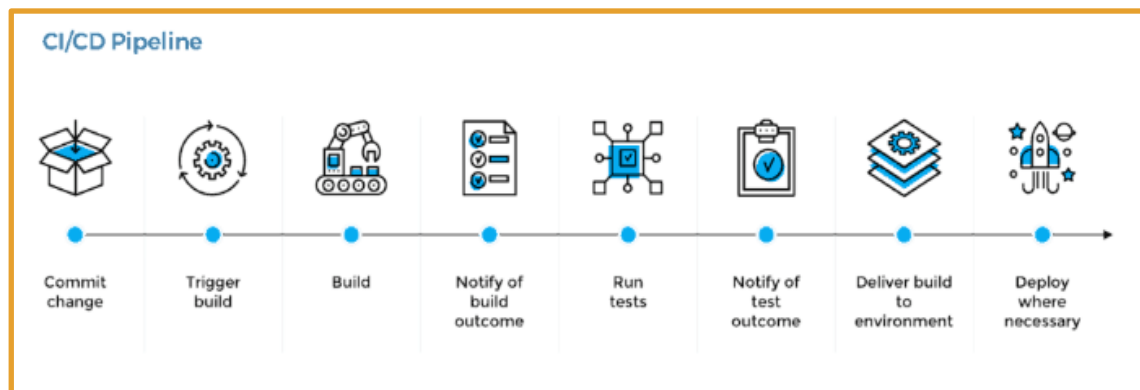 CI/CD Pipeline
Commit
change
Trigger
build
Build
Notify of
build
outcome
Run
tests
Notify of
test
outcome
Deliver build
to
environment
Deploy
where
necessary